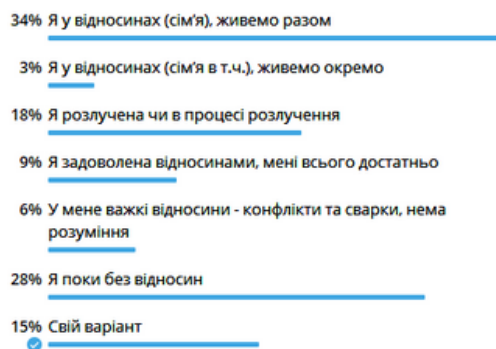 34% Я у відносинах (сім'я), живемо разом
3% Я у відносинах (сім'я в т.ч.), живемо окремо
18% Я розлучена чи в процесі розлучення
9% Я задоволена відносинами, мені всього достатньо
6% У мене важкі відносини - конфлікти та сварки, нема
розуміння
28% Я поки без відносин
15% Свій варіант